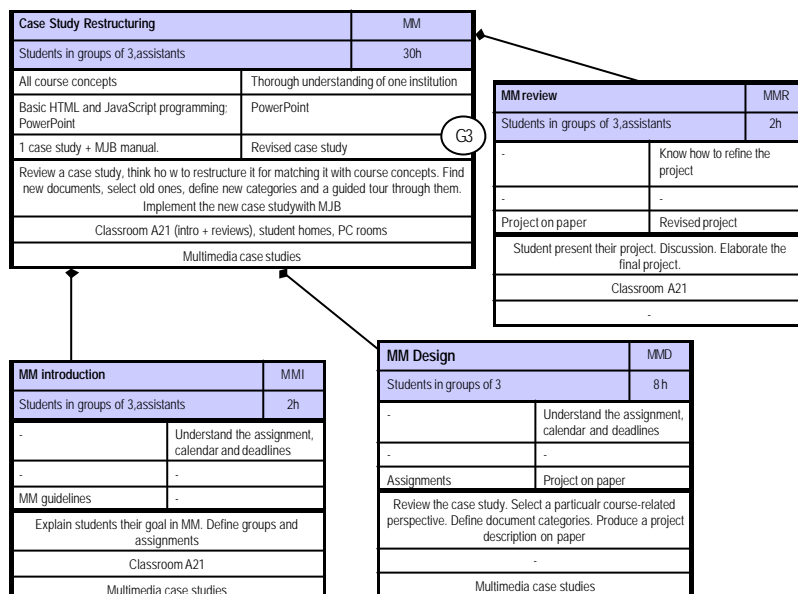 Case Study Restructuring MM
Students in groups of 3,assistants 30h
All course concepts Thorough understanding of one institution
Basic HTML and JavaScript programming; PowerPoint
PowerPoint
1 case study + MJB manual. Revised case study
G3
Review a case study, think ho w to restructure it for matching it with course concepts. Find
new documents, select old ones, define new categories and a guided tour through them.
Implement the new case studywith MJB
Classroom A21 (intro + reviews), student homes, PC rooms
Multimedia case studies
MM review MMR
Students in groups of 3,assistants 2h
- Know how to refine the
project
- -
Project on paper Revised project
Student present their project. Discussion. Elaborate the
final project.
Classroom A21
-
MM introduction MMI
Students in groups of 3,assistants 2h
- Understand the assignment,
calendar and deadlines
- -
MM guidelines -
Explain students their goal in MM. Define groups and
assignments
Classroom A21
Multimedia case studies
MM Design MMD
Students in groups of 3 8h
- Understand the assignment,
calendar and deadlines
- -
Assignments Project on paper
Review the case study. Select a particualr course-related
perspective. Define document categories. Produce a project
description on paper
-
Multimedia case studies